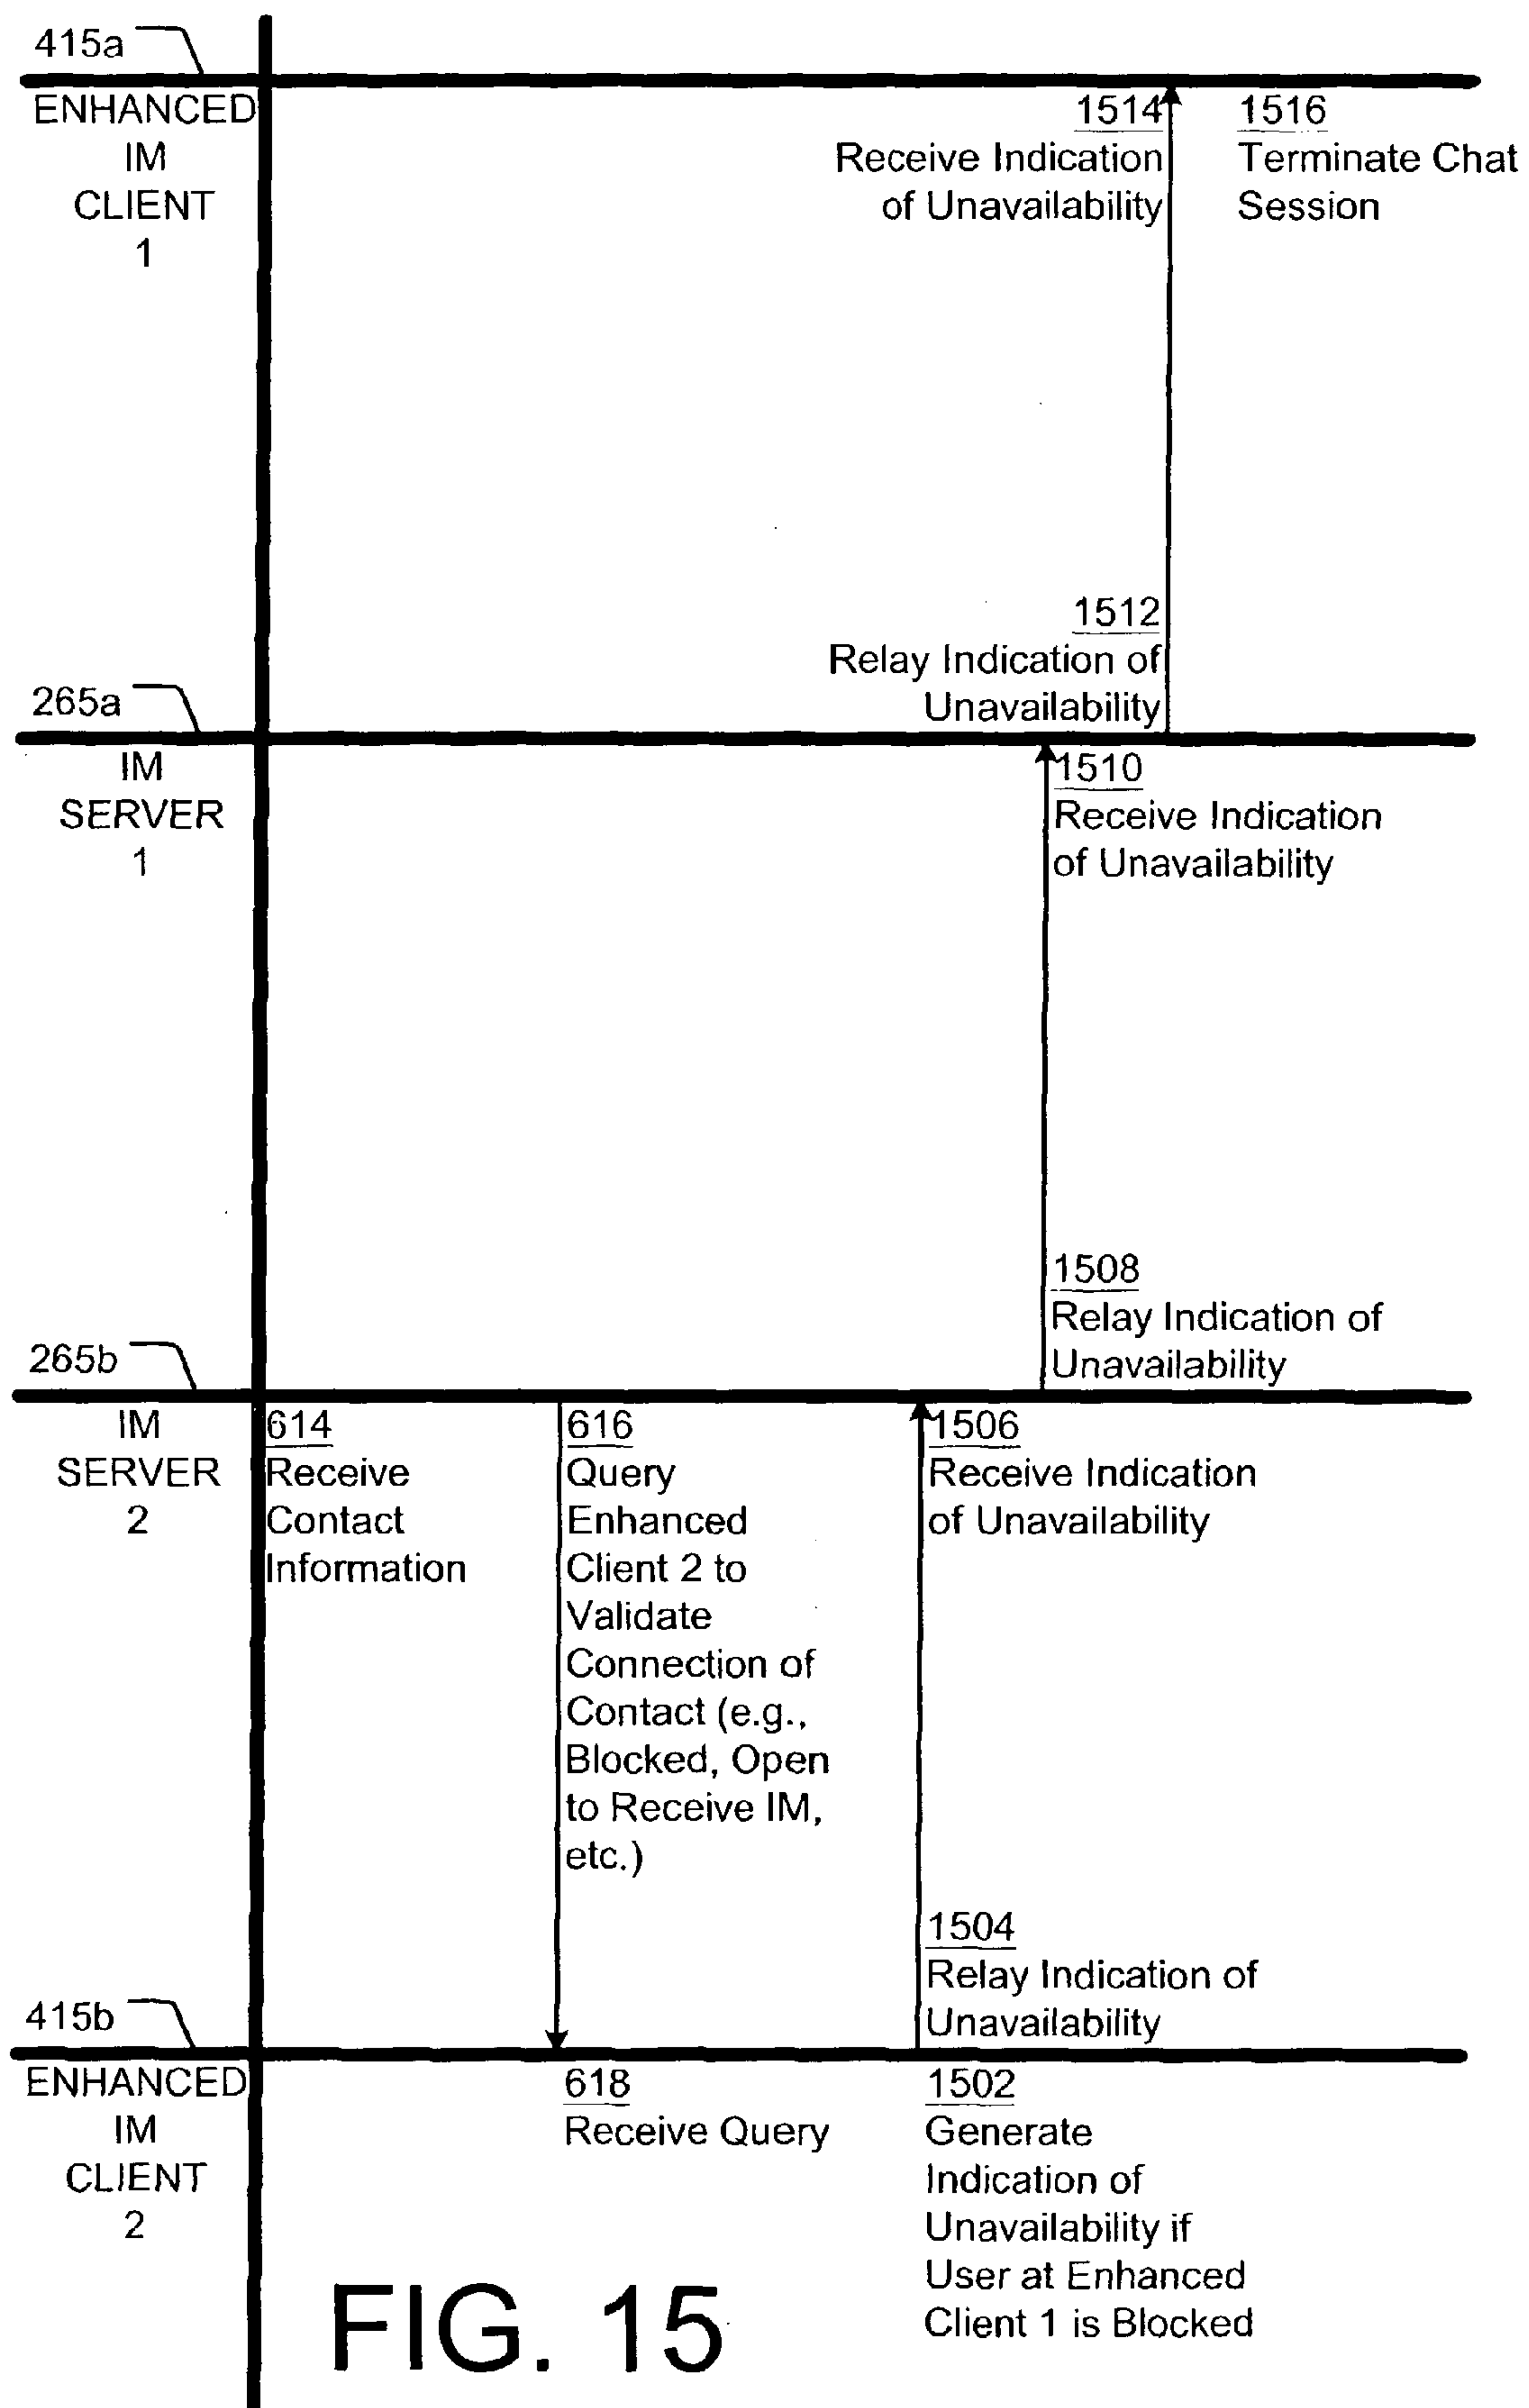 415a
ENHANCED
IM
CLIENT
1
1514
Receive Indication
of Unavailability
1516
Terminate Chat
Session
1512
Relay Indication of
Unavailability
265a
IM
SERVER
1
1510
Receive Indication
of Unavailability
1508
Relay Indication of
Unavailability
265b
IM
SERVER
2
614
Receive
Contact
Information
616
Query
Enhanced
Client 2 to
Validate
Connection of
Contact (e.g.,
Blocked, Open
to Receive IM,
etc.)
1506
Receive Indication
of Unavailability
1504
Relay Indication of
Unavailability
415b
ENHANCED
IM
CLIENT
2
618
Receive Query
1502
Generate
Indication of
Unavailability if
User at Enhanced
Client 1 is Blocked
FIG. 15